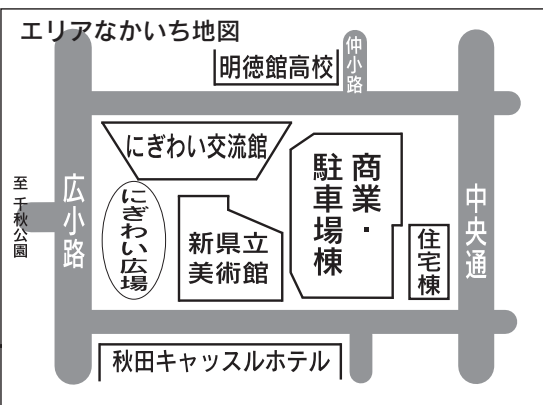 エリアなかいち地図
明徳館高校
仲小路
にぎわい交流館
商業・
駐車場棟
至 千秋公園
広小路
にぎわい広場
新県立
美術館
住宅棟
中央通
秋田キャッスルホテル